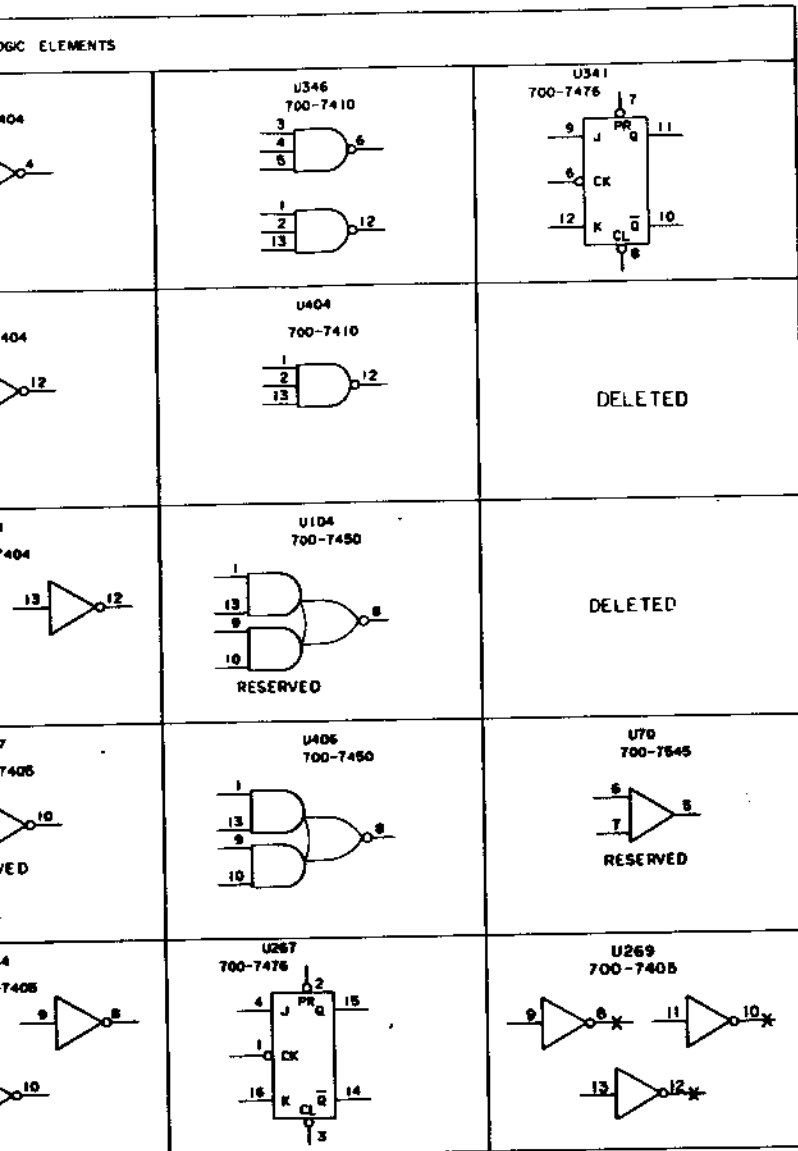 OGIC ELEMENTS
404
4
U346
700-7410
3
4
5
6
1
2
13
12
U341
700-7476
7
PR
9
J
Q
11
6
CK
12
K
Q̅
10
CL
8
404
12
U404
700-7410
1
2
13
12
DELETED
7404
13
12
U104
700-7450
1
13
9
10
8
RESERVED
DELETED
7
7405
10
VED
U406
700-7450
1
13
9
10
8
U70
700-7545
6
7
5
RESERVED
4
-7405
9
8
10
U267
700-7476
2
PR
4
J
Q
15
1
CK
16
K
Q̅
14
CL
3
U269
700-7405
9
8
11
10
13
12